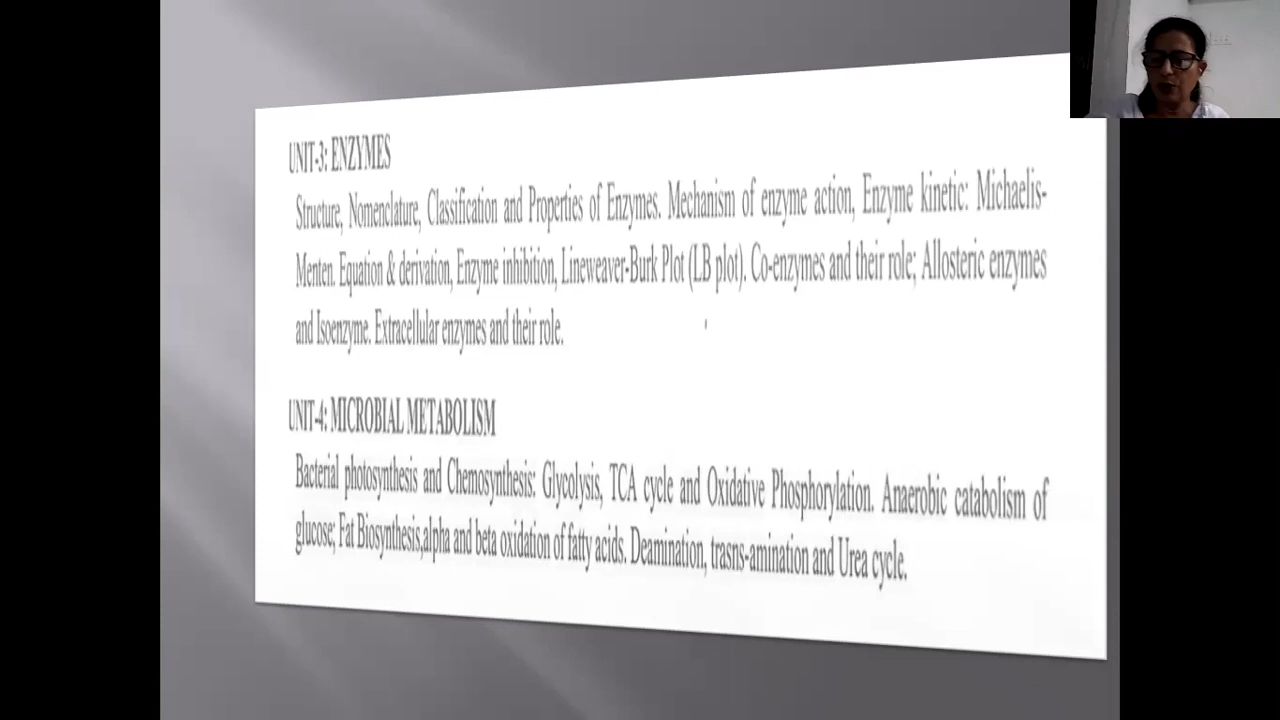 UNIT-3: ENZYMES
Structure, Nomenclature, Classification and Properties of Enzymes. Mechanism of enzyme action, Enzyme kinetic: Michaelis-
Menten. Equation & derivation, Enzyme inhibition, Lineweaver-Burk Plot (LB plot). Co-enzymes and their role; Allosteric enzymes
and Isoenzyme. Extracellular enzymes and their role.
UNIT-4: MICROBIAL METABOLISM
Bacterial photosynthesis and Chemosynthesis: Glycolysis, TCA cycle and Oxidative Phosphorylation. Anaerobic catabolism of
glucose; Fat Biosynthesis,alpha and beta oxidation of fatty acids. Deamination, trasns-amination and Urea cycle.